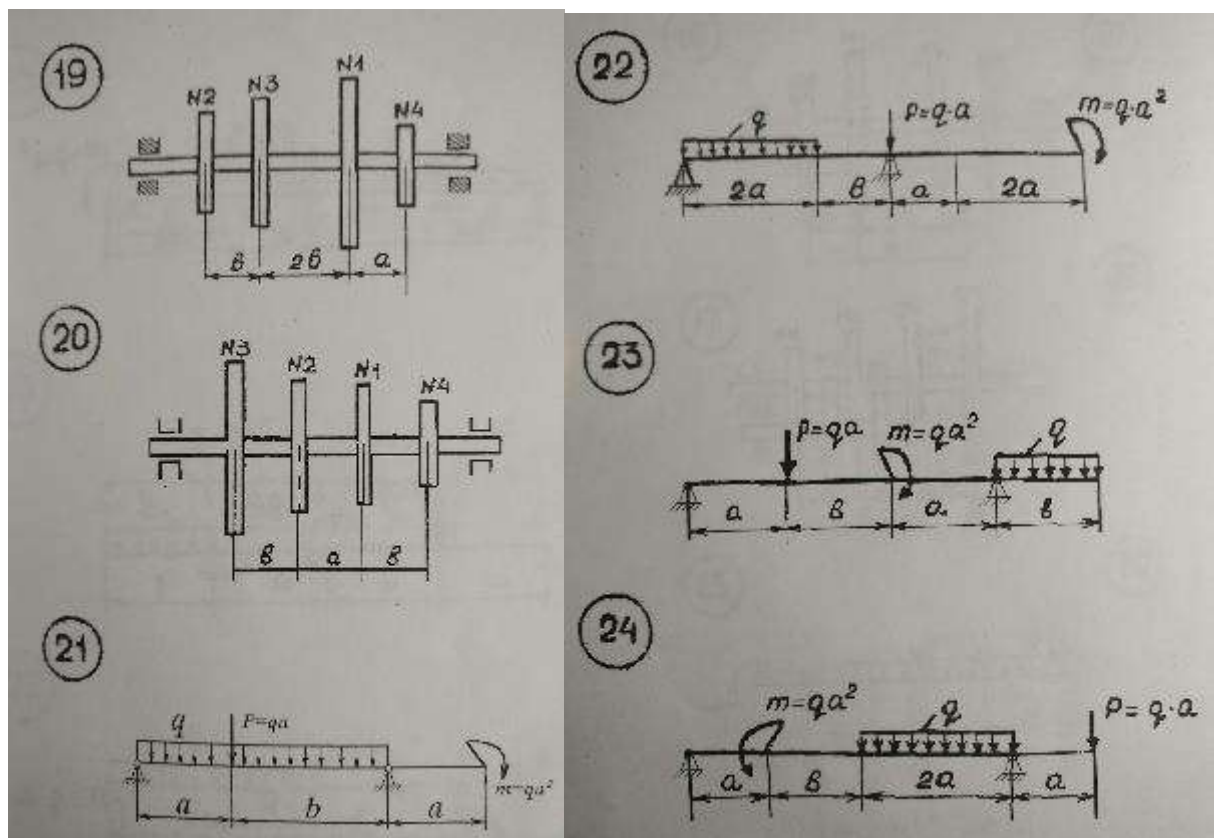 19
N2 N3 N1 N4
в 2в a
20
N3 N2 N1 N4
в a в
21
q P=qa
m=qa²
a b a
22
q P=q·a m=q·a²
2a в a 2a
23
P=qa m=qa² q
a в a в
24
m=qa² q P=q·a
a в 2a a